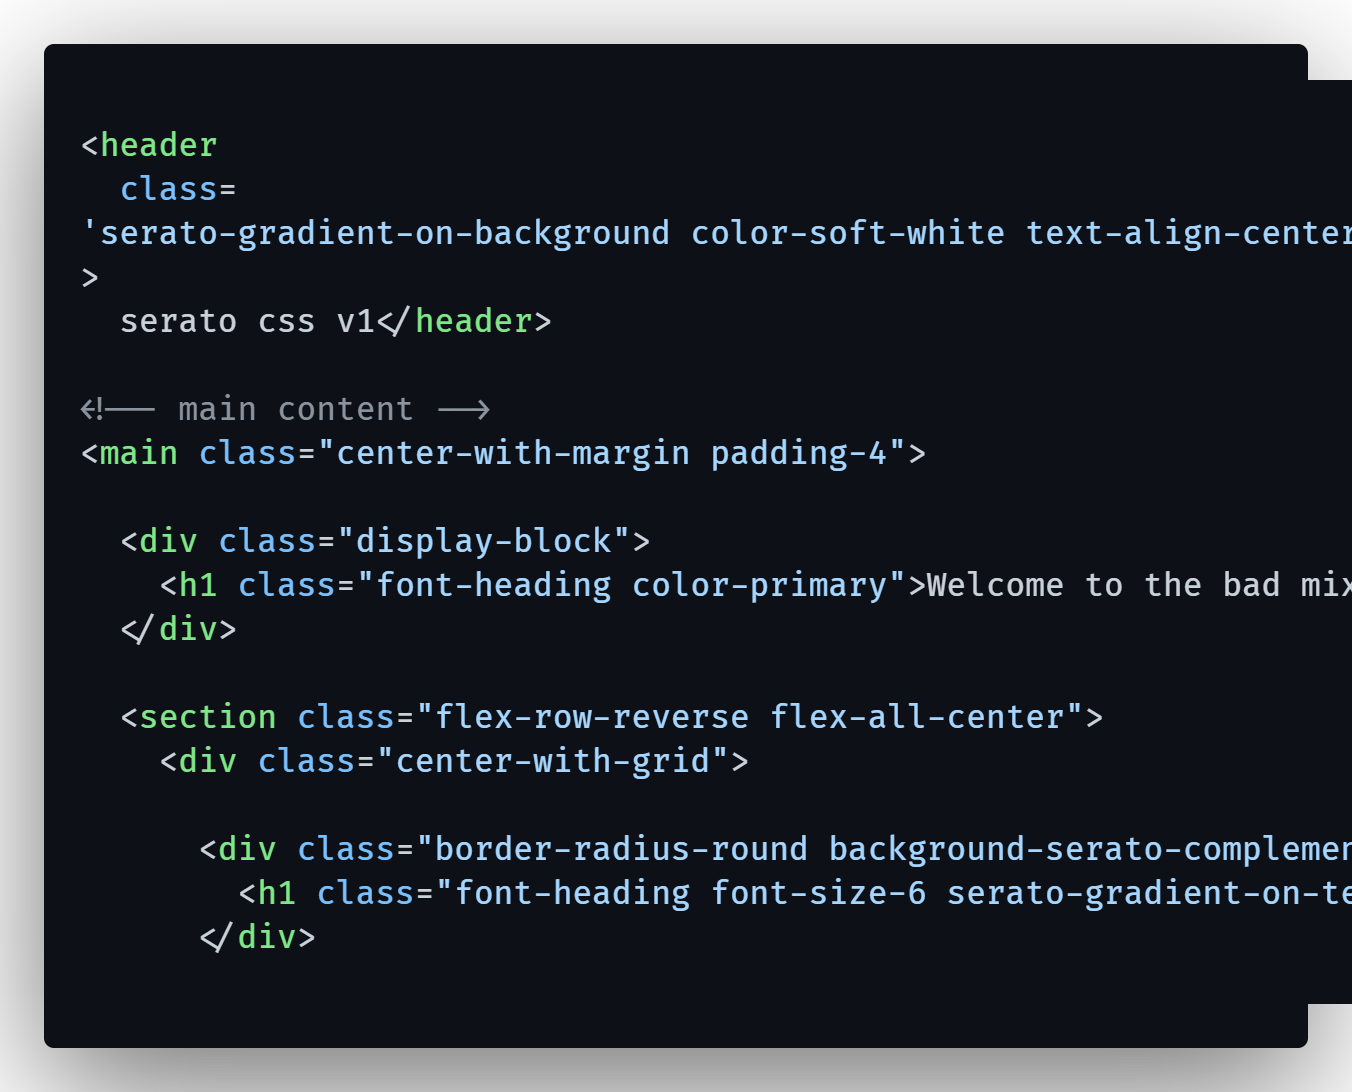 <header
class=
'serato-gradient-on-background color-soft-white text-align-center
>
serato css v1</header>
<!-- main content -->
<main class="center-with-margin padding-4">
<div class="display-block">
<h1 class="font-heading color-primary">Welcome to the bad mix
</div>
<section class="flex-row-reverse flex-all-center">
<div class="center-with-grid">
<div class="border-radius-round background-serato-complemen
<h1 class="font-heading font-size-6 serato-gradient-on-te
</div>